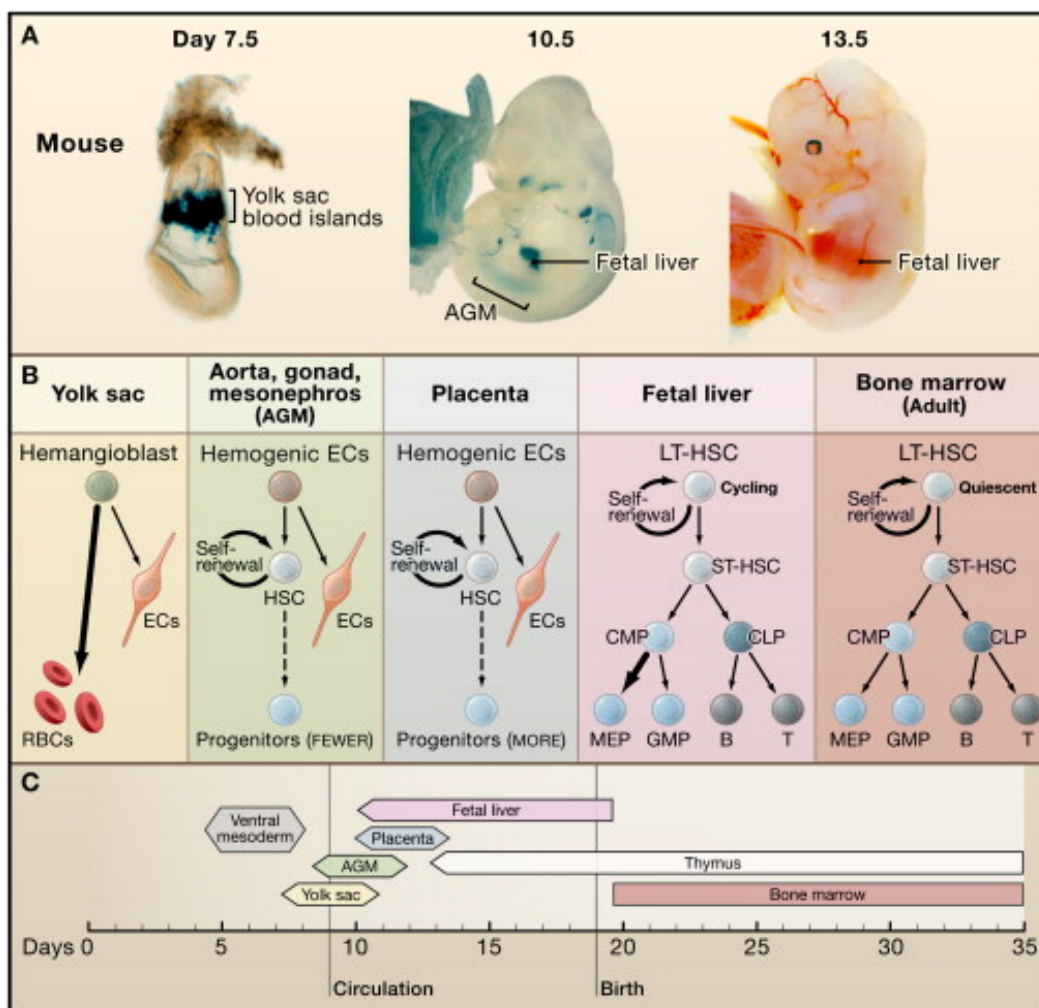 A
Day 7.5
10.5
13.5
Mouse
Yolk sac
blood islands
Fetal liver
AGM
Fetal liver
B
Yolk sac
Aorta, gonad,
mesonephros
(AGM)
Placenta
Fetal liver
Bone marrow
(Adult)
Hemangioblast
ECs
RBCs
Hemogenic ECs
Self-
renewal
HSC
ECs
Progenitors (FEWER)
Hemogenic ECs
Self-
renewal
HSC
ECs
Progenitors (MORE)
LT-HSC
Cycling
Self-
renewal
ST-HSC
CMP
CLP
MEP
GMP
B
T
LT-HSC
Quiescent
Self-
renewal
ST-HSC
CMP
CLP
MEP
GMP
B
T
C
Ventral
mesoderm
Fetal liver
Placenta
AGM
Thymus
Yolk sac
Bone marrow
Days 0 5 10 15 20 25 30 35
Circulation
Birth